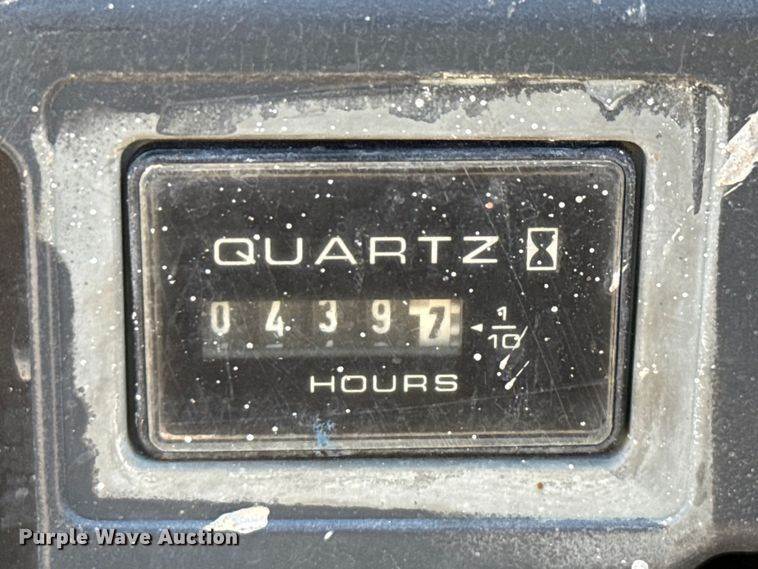 QUARTZ
0 4 3 9 7 1/10
HOURS
Purple Wave Auction